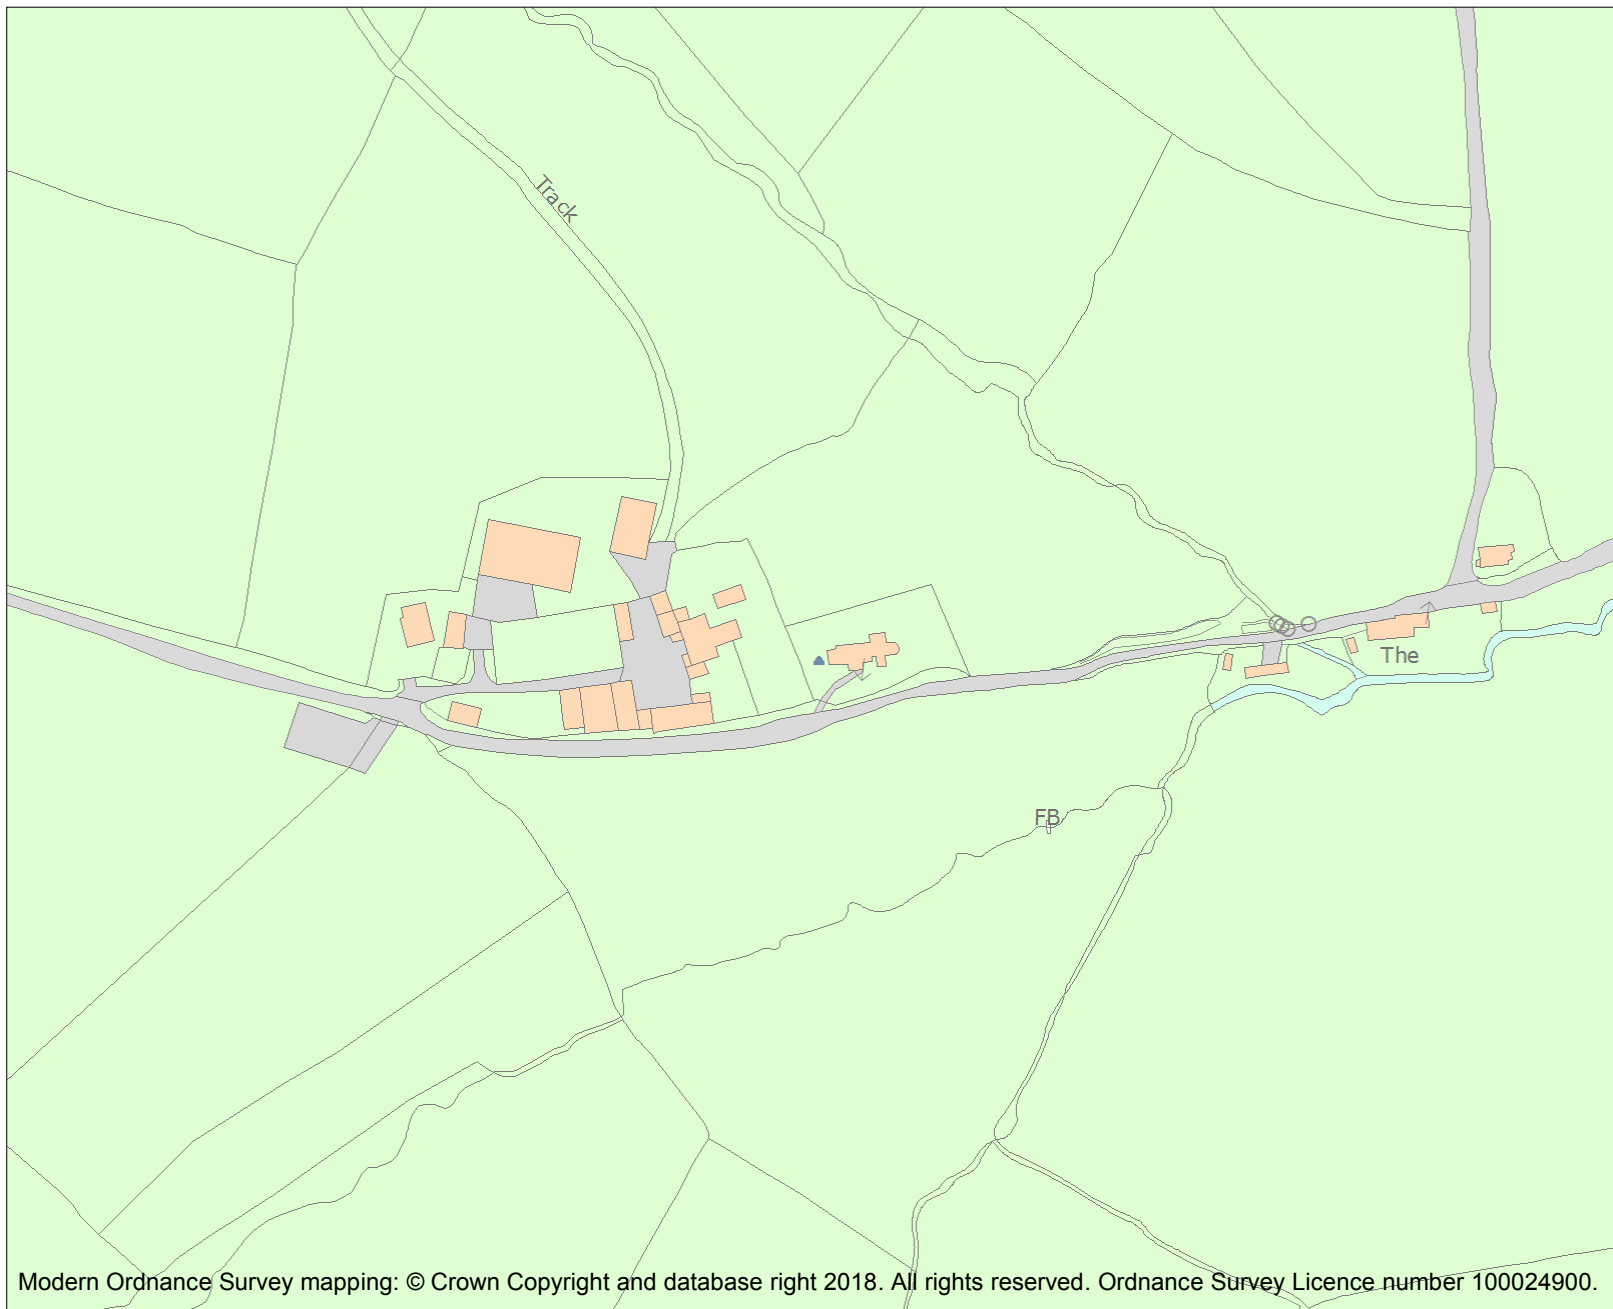 Track
The
FB
Modern Ordnance Survey mapping: © Crown Copyright and database right 2018. All rights reserved. Ordnance Survey Licence number 100024900.